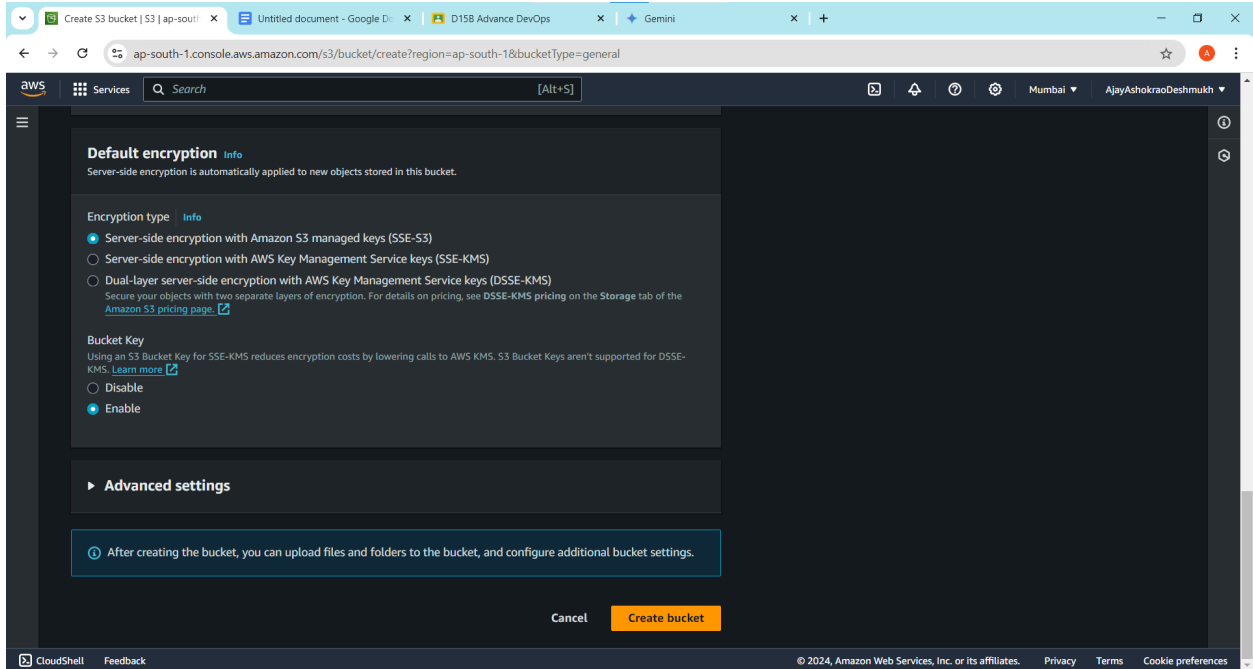 Create S3 bucket | S3 | ap-sout
Untitled document - Google Do
D15B Advance DevOps
Gemini
ap-south-1.console.aws.amazon.com/s3/bucket/create?region=ap-south-1&bucketType=general
A
aws
Services
Search
[Alt+S]
Mumbai ▼
AjayAshokraoDeshmukh ▼
Default encryption Info
Server-side encryption is automatically applied to new objects stored in this bucket.
Encryption type | Info
Server-side encryption with Amazon S3 managed keys (SSE-S3)
Server-side encryption with AWS Key Management Service keys (SSE-KMS)
Dual-layer server-side encryption with AWS Key Management Service keys (DSSE-KMS)
Secure your objects with two separate layers of encryption. For details on pricing, see DSSE-KMS pricing on the Storage tab of the
Amazon S3 pricing page.
Bucket Key
Using an S3 Bucket Key for SSE-KMS reduces encryption costs by lowering calls to AWS KMS. S3 Bucket Keys aren't supported for DSSE-
KMS. Learn more
Disable
Enable
Advanced settings
After creating the bucket, you can upload files and folders to the bucket, and configure additional bucket settings.
Cancel
Create bucket
CloudShell
Feedback
© 2024, Amazon Web Services, Inc. or its affiliates.
Privacy
Terms
Cookie preferences